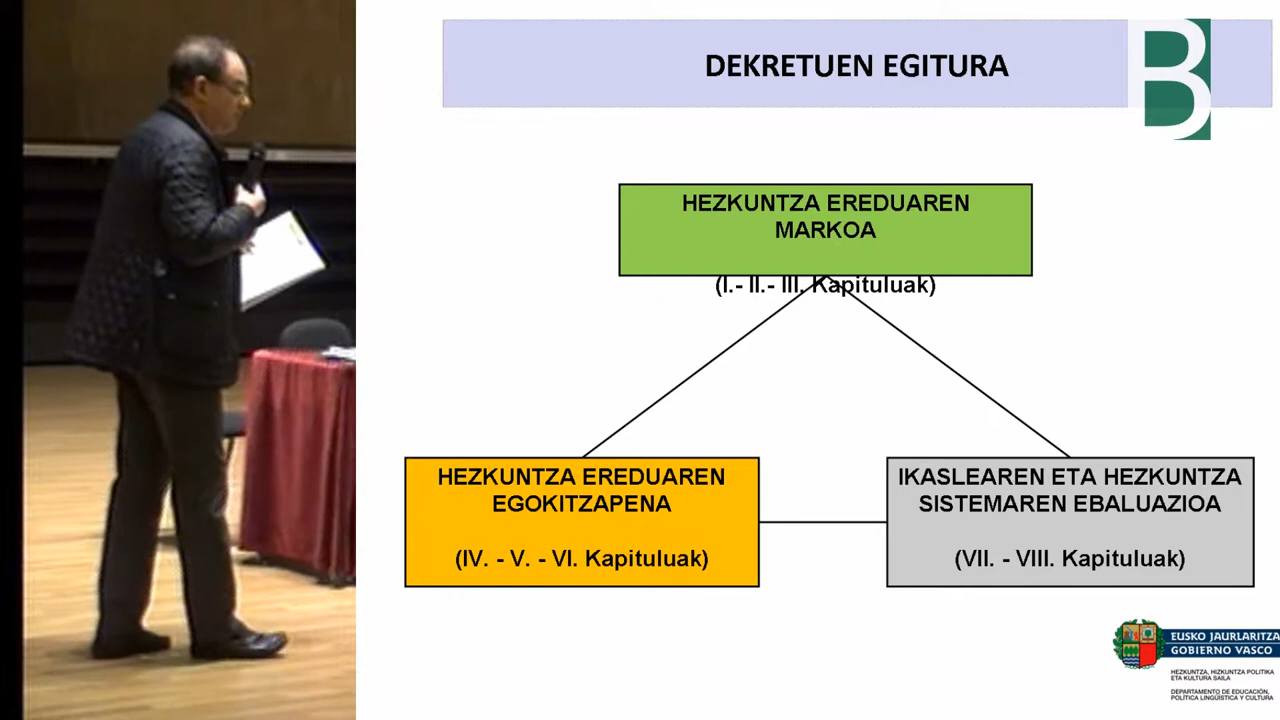 DEKRETUEN EGITURA
B
HEZKUNTZA EREDUAREN
MARKOA
(I.- II.- III. Kapituluak)
HEZKUNTZA EREDUAREN
EGOKITZAPENA
(IV. - V. - VI. Kapituluak)
IKASLEAREN ETA HEZKUNTZA
SISTEMAREN EBALUAZIOA
(VII. - VIII. Kapituluak)
EUSKO JAURLARITZA
GOBIERNO VASCO
HEZKUNTZA, HIZKUNTZA POLITIKA
ETA KULTURA SAILA
DEPARTAMENTO DE EDUCACIÓN,
POLÍTICA LINGÜÍSTICA Y CULTURA